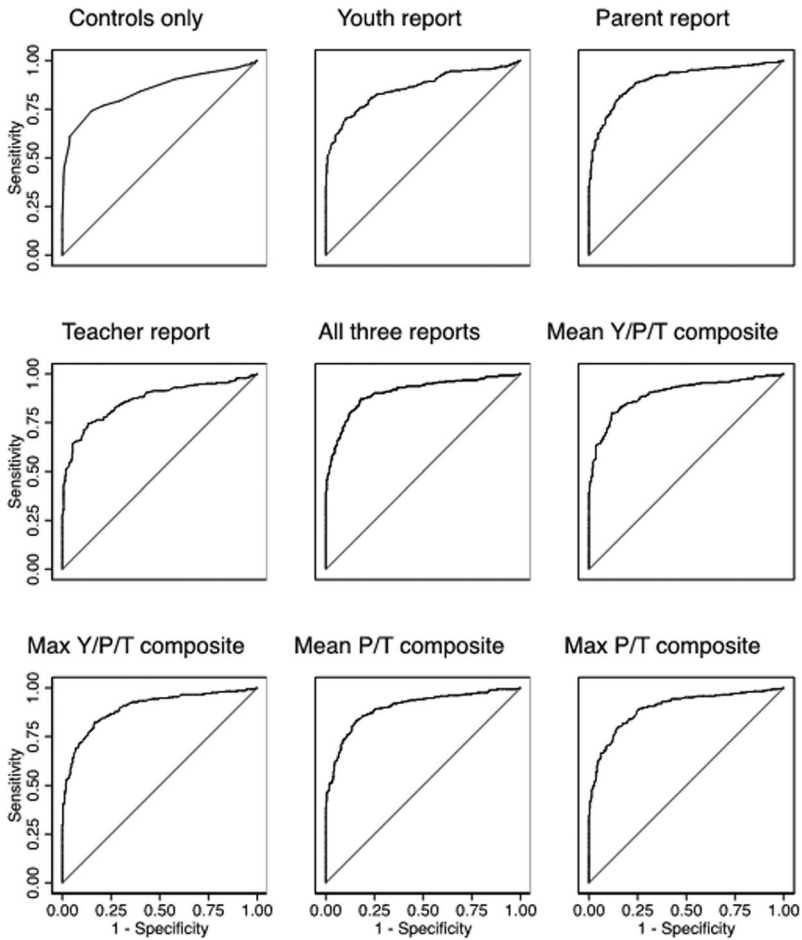 Controls only Youth report Parent report
1.00
0.75
0.50
0.25
0.00
Sensitivity
Teacher report All three reports Mean Y/P/T composite
1.00
0.75
0.50
0.25
0.00
Sensitivity
Max Y/P/T composite Mean P/T composite Max P/T composite
1.00
0.75
0.50
0.25
0.00
Sensitivity
0.00 0.25 0.50 0.75 1.00 0.00 0.25 0.50 0.75 1.00 0.00 0.25 0.50 0.75 1.00
1 - Specificity 1 - Specificity 1 - Specificity